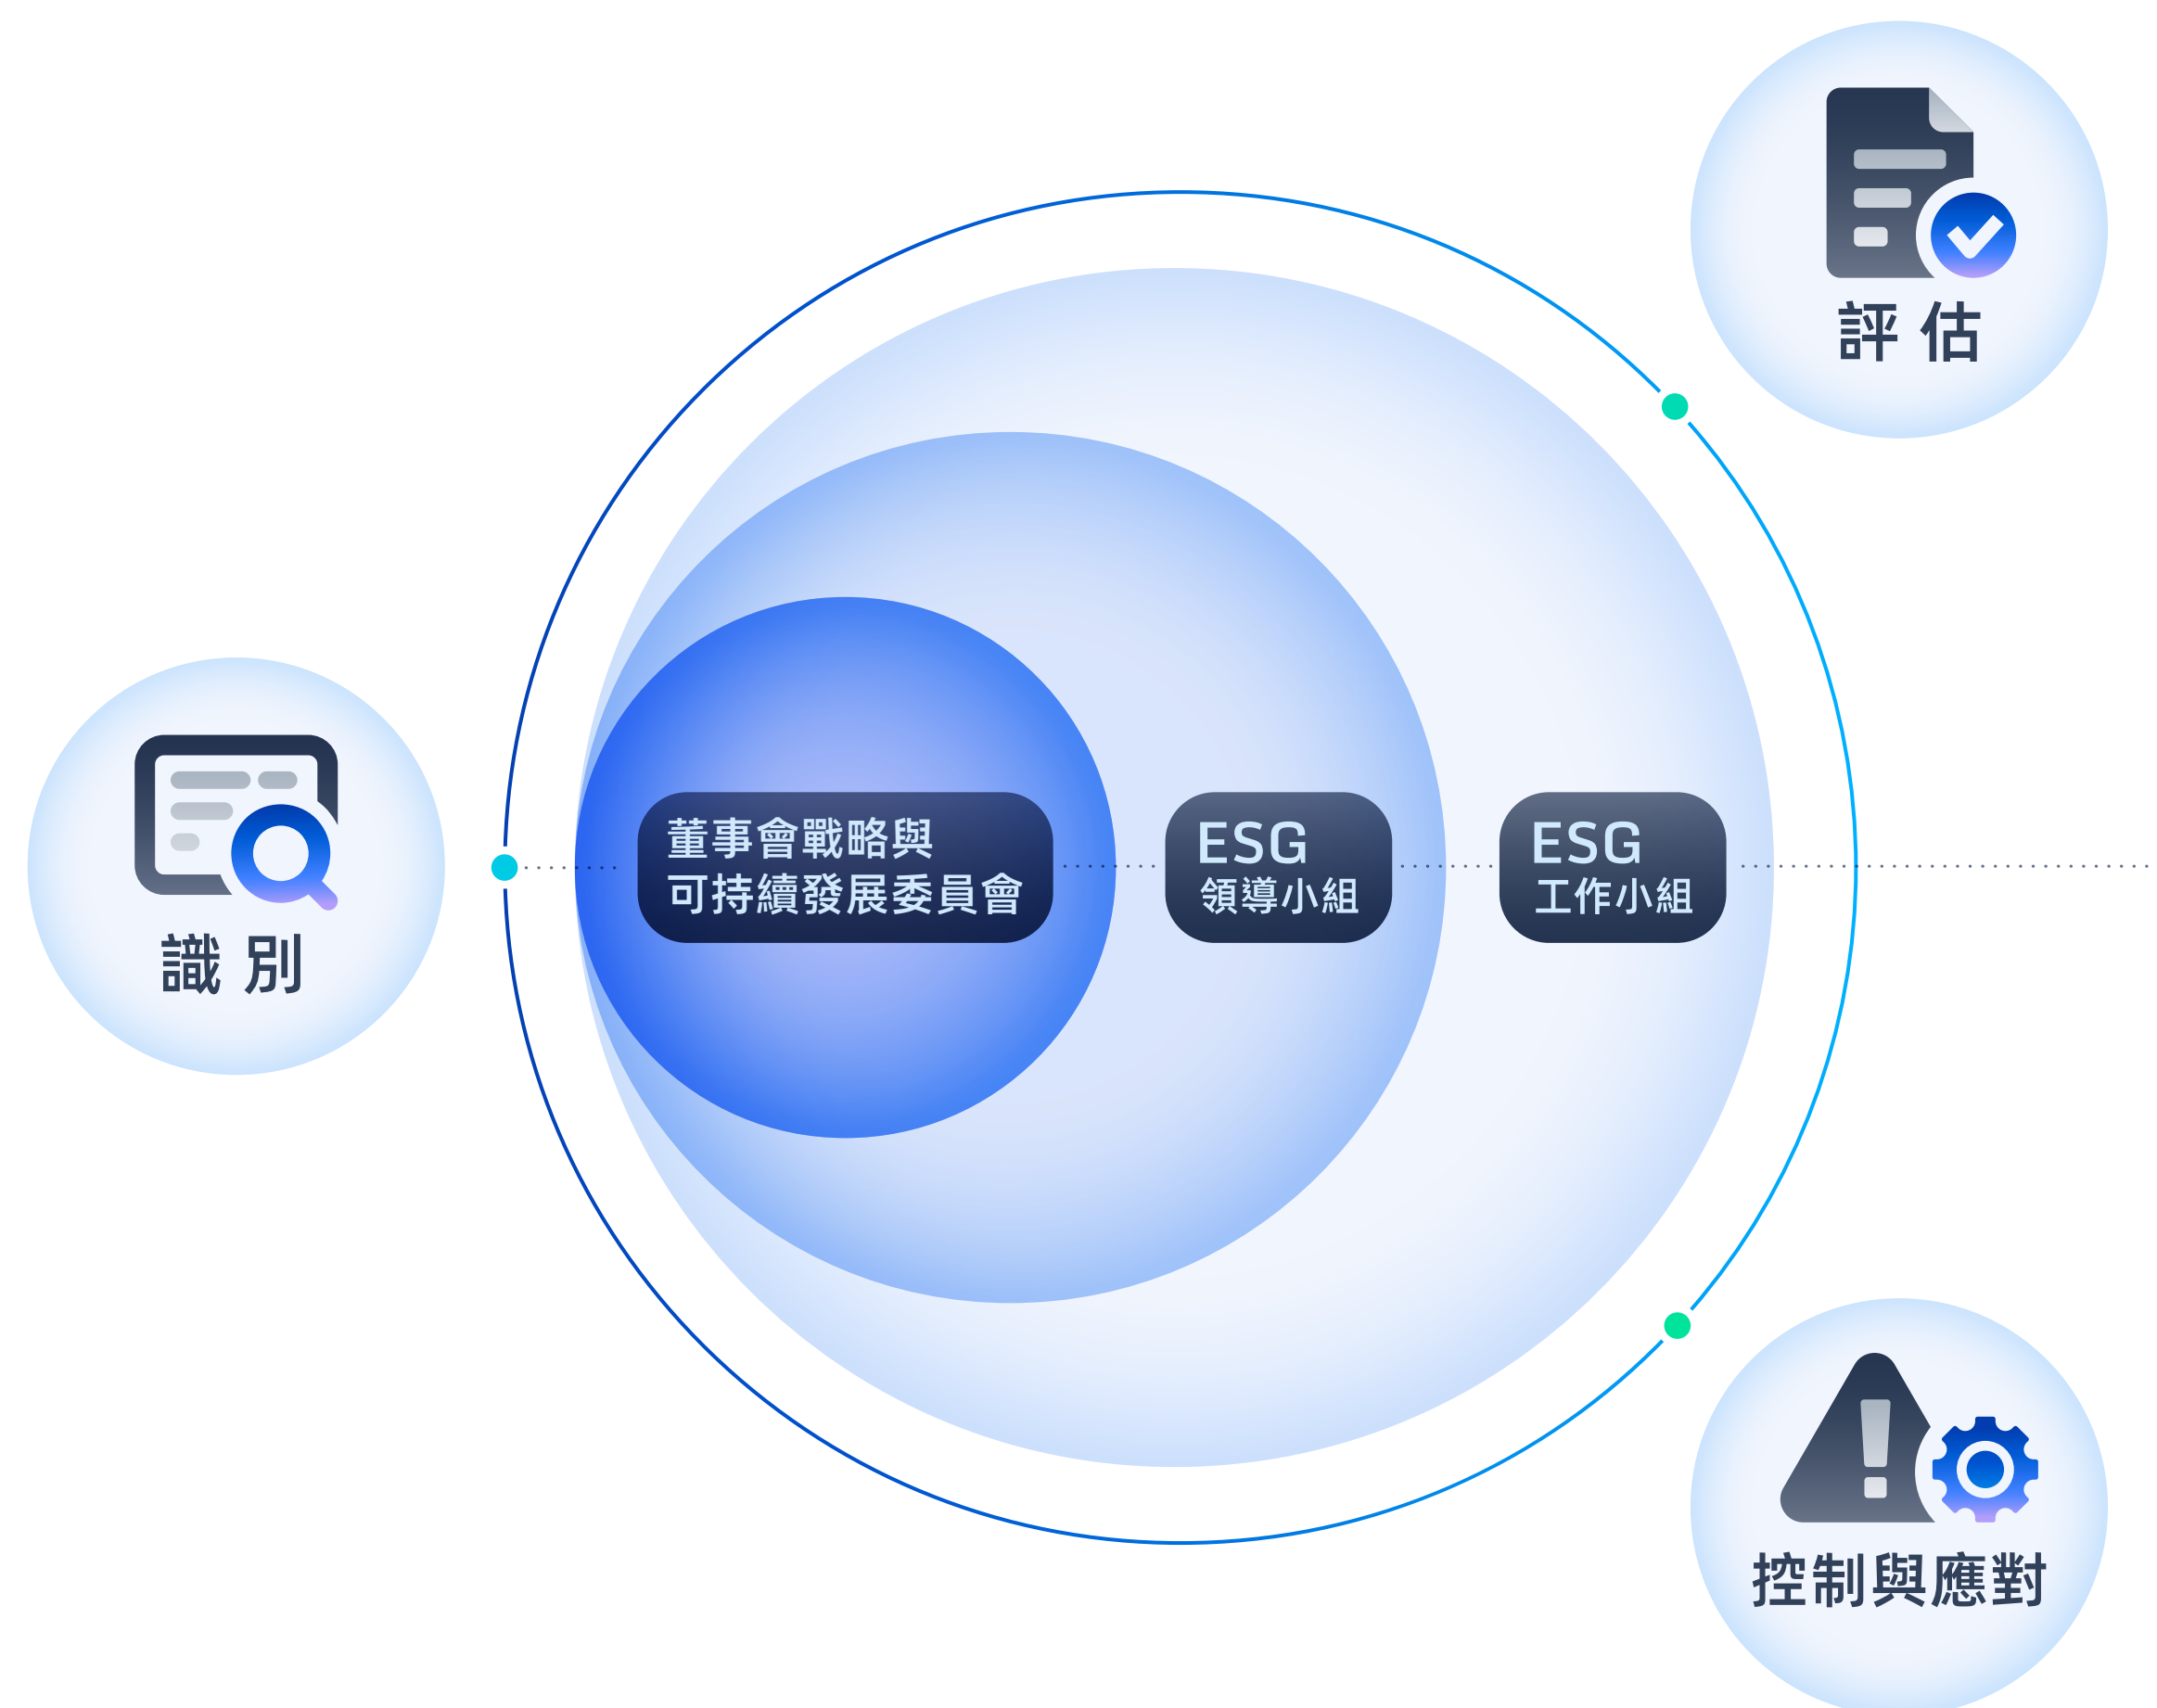 評 估
識 別
董事會戰略與
可持續發展委員會
ESG
領導小組
ESG
工作小組
控制與應對